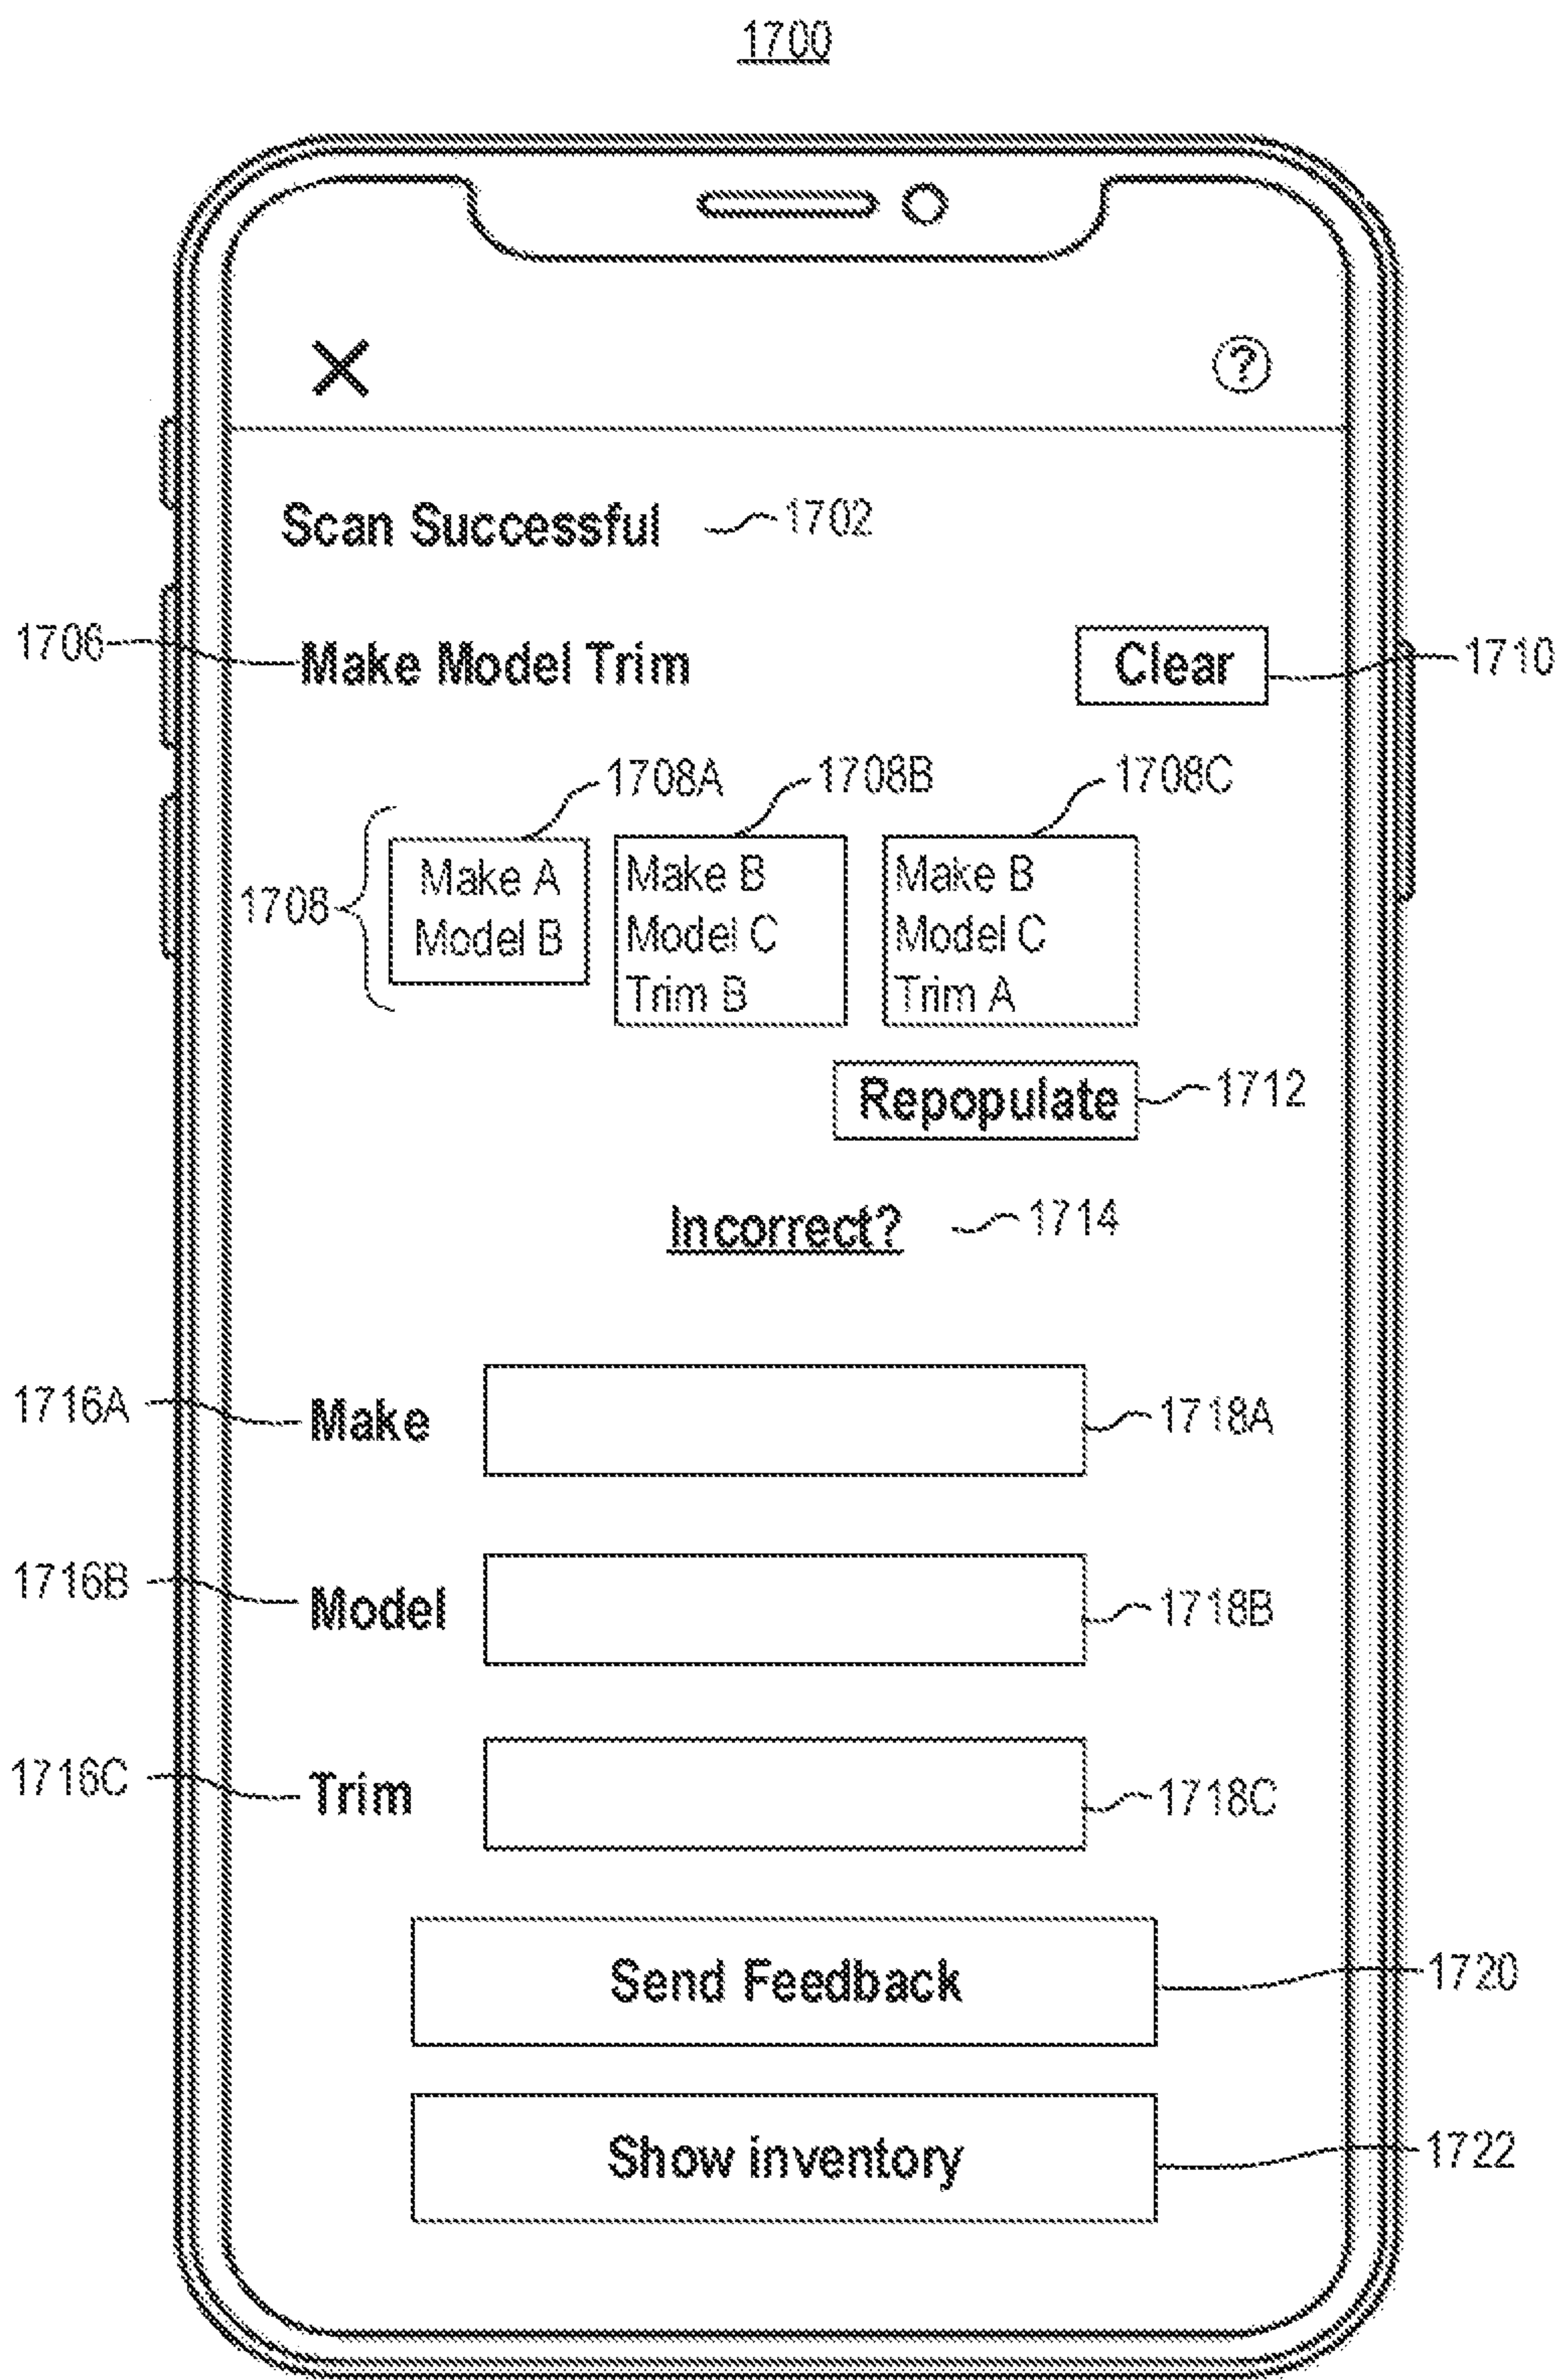 1700
?
Scan Successful 1702
1706 Make Model Trim Clear 1710
1708A 1708B 1708C
1708
Make A
Model B
Make B
Model C
Trim B
Make B
Model C
Trim A
Repopulate 1712
Incorrect? 1714
1716A Make 1718A
1716B Model 1718B
1716C Trim 1718C
Send Feedback 1720
Show inventory 1722